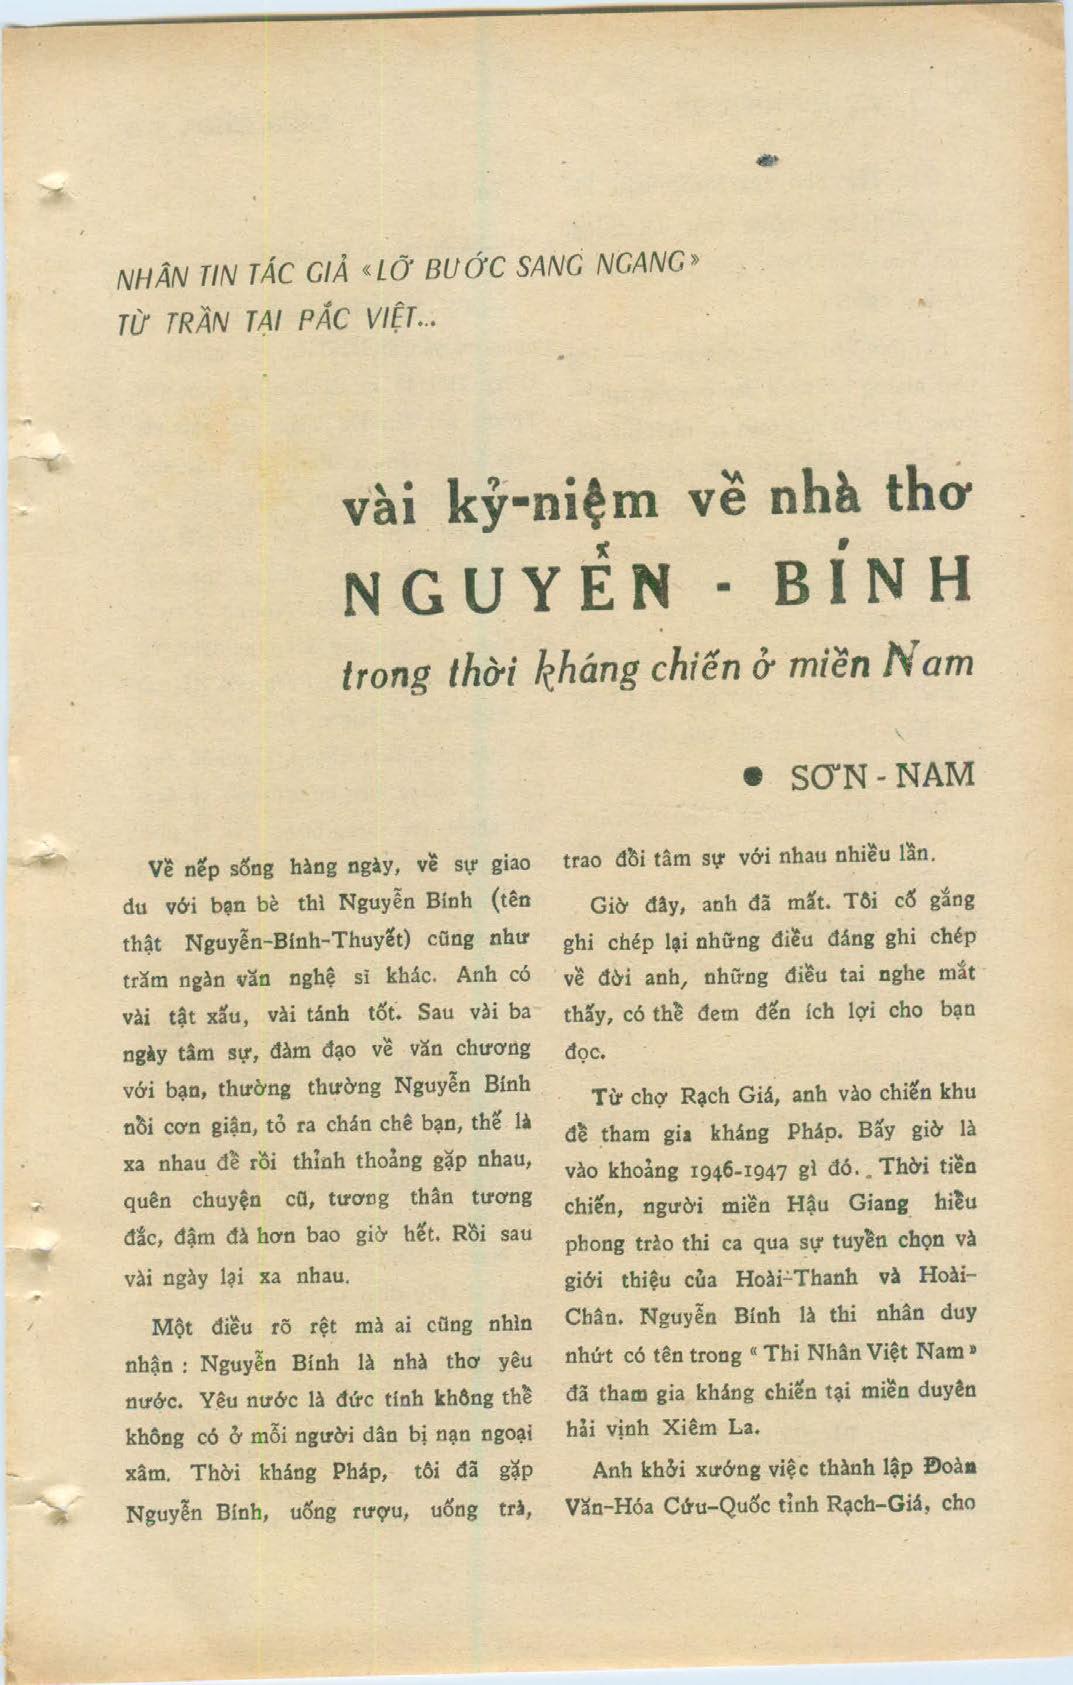 NHÂN TIN TÁC GIẢ «LỠ BƯỚC SANG NGANG»
TỪ TRẦN TẠI PẮC VIỆT...
vài kỷ-niệm về nhà thơ
NGUYỄN - BÍNH
trong thời kháng chiến ở miền Nam
● SƠN - NAM
Về nếp sống hàng ngày, về sự giao
du với bạn bè thì Nguyễn Bính (tên
thật Nguyễn-Bính-Thuyết) cũng như
trăm ngàn văn nghệ sĩ khác. Anh có
vài tật xấu, vài tánh tốt. Sau vài ba
ngày tâm sự, đàm đạo về văn chương
với bạn, thường thường Nguyễn Bính
nồi cơn giận, tỏ ra chán chê bạn, thế là
xa nhau đề rồi thỉnh thoảng gặp nhau,
quên chuyện cũ, tương thân tương
đắc, đậm đà hơn bao giờ hết. Rồi sau
vài ngày lại xa nhau.
Một điều rõ rệt mà ai cũng nhìn
nhận : Nguyễn Bính là nhà thơ yêu
nước. Yêu nước là đức tính không thề
không có ở mỗi người dân bị nạn ngoại
xâm. Thời kháng Pháp, tôi đã gặp
Nguyễn Bính, uống rượu, uống trà,
trao đồi tâm sự với nhau nhiều lần.
Giờ đây, anh đã mất. Tôi cố gắng
ghi chép lại những điều đáng ghi chép
về đời anh, những điều tai nghe mắt
thấy, có thề đem đến ích lợi cho bạn
đọc.
Từ chợ Rạch Giá, anh vào chiến khu
đề tham gia kháng Pháp. Bấy giờ là
vào khoảng 1946-1947 gì đó. Thời tiền
chiến, người miền Hậu Giang hiều
phong trào thi ca qua sự tuyền chọn và
giới thiệu của Hoài-Thanh và Hoài-
Chân. Nguyễn Bính là thi nhân duy
nhứt có tên trong « Thi Nhân Việt Nam »
đã tham gia kháng chiến tại miền duyên
hải vịnh Xiêm La.
Anh khởi xướng việc thành lập Đoàn
Văn-Hóa Cứu-Quốc tỉnh Rạch-Giá, cho